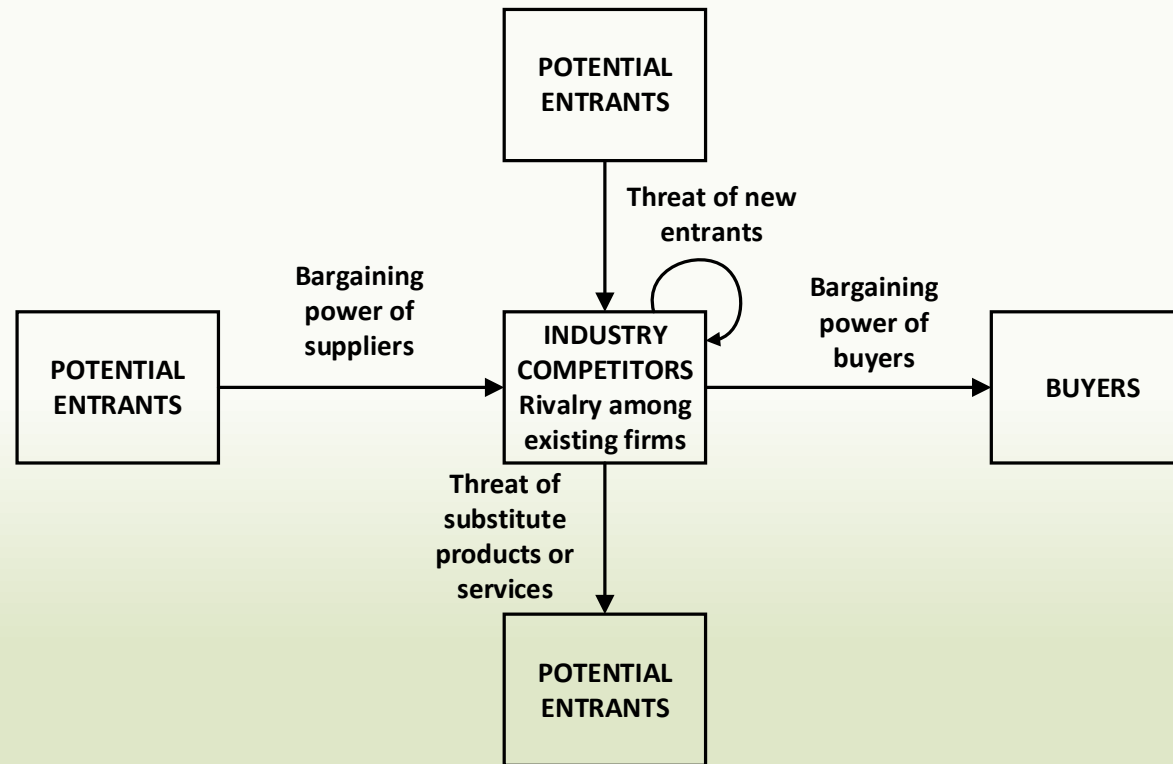 POTENTIAL
ENTRANTS
Threat of new
entrants
Bargaining
power of
suppliers
Bargaining
power of
buyers
POTENTIAL
ENTRANTS
INDUSTRY
COMPETITORS
Rivalry among
existing firms
BUYERS
Threat of
substitute
products or
services
POTENTIAL
ENTRANTS